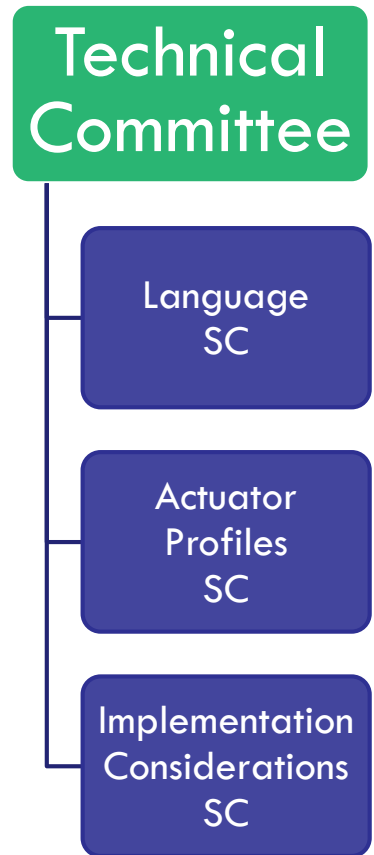 Technical
Committee
Language
SC
Actuator
Profiles
SC
Implementation
Considerations
SC